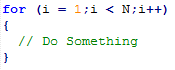 for (i = 1;i < N;i++)
{
  // Do Something
}